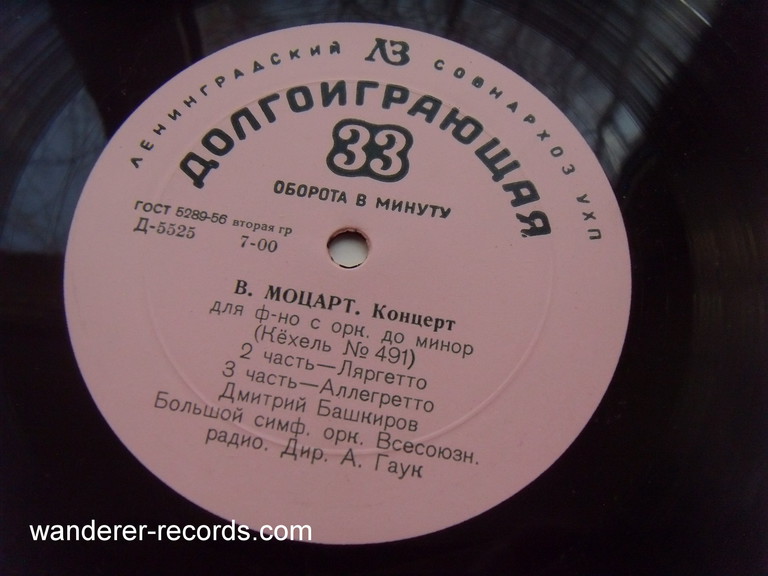 ЛЕНИНГРАДСКИЙ ЛЗ СОВНАРХОЗ УХП
ДОЛГОИГРАЮЩАЯ
33
ОБОРОТА В МИНУТУ
ГОСТ 5289-56 вторая гр
Д-5525 7-00
В. МОЦАРТ. Концерт
для ф-но с орк. до минор
(Кёхель № 491)
2 часть—Ляргетто
3 часть—Аллегретто
Дмитрий Башкиров
Большой симф. орк. Всесоюзн.
радио. Дир. А. Гаук
wanderer-records.com